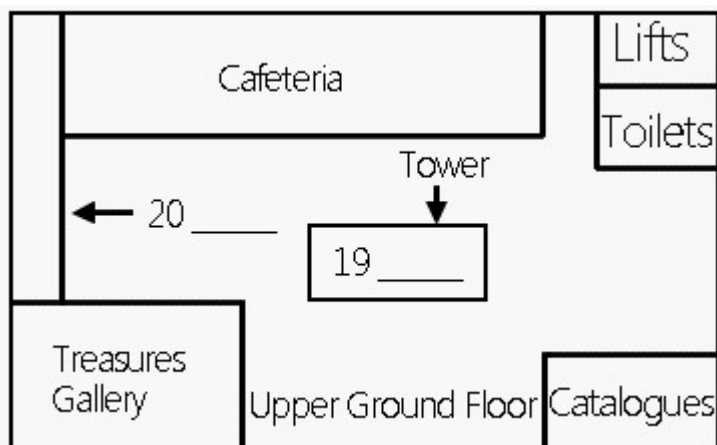 Lifts
Cafeteria
Toilets
Tower
20 _____
19 _____
Treasures
Gallery
Upper Ground Floor
Catalogues